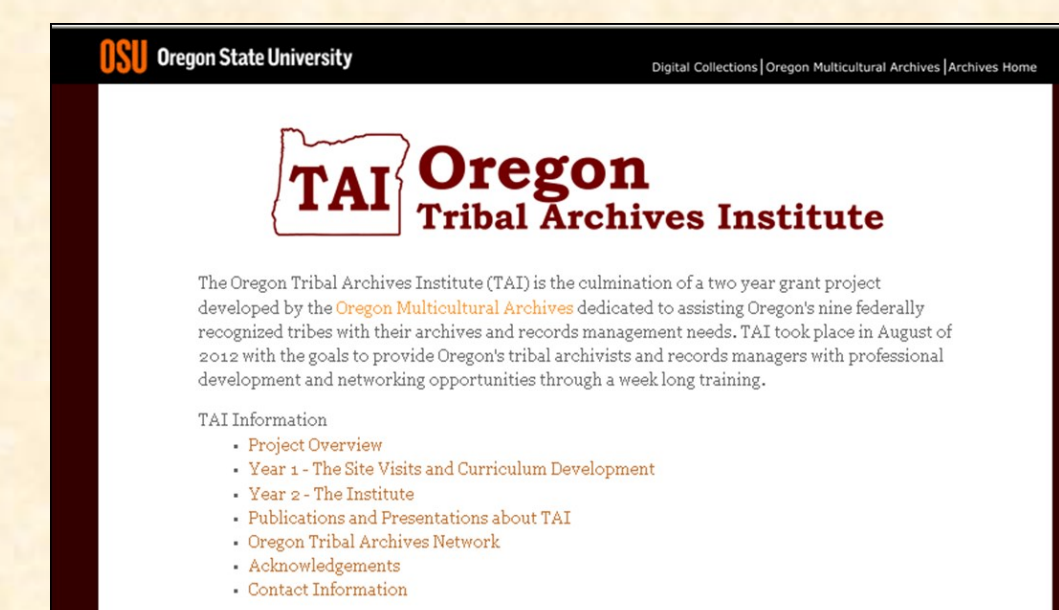 OSU Oregon State University
Digital Collections | Oregon Multicultural Archives | Archives Home
TAI Oregon
Tribal Archives Institute
The Oregon Tribal Archives Institute (TAI) is the culmination of a two year grant project
developed by the Oregon Multicultural Archives dedicated to assisting Oregon's nine federally
recognized tribes with their archives and records management needs. TAI took place in August of
2012 with the goals to provide Oregon's tribal archivists and records managers with professional
development and networking opportunities through a week long training.
TAI Information
▪ Project Overview
▪ Year 1 - The Site Visits and Curriculum Development
▪ Year 2 - The Institute
▪ Publications and Presentations about TAI
▪ Oregon Tribal Archives Network
▪ Acknowledgements
▪ Contact Information